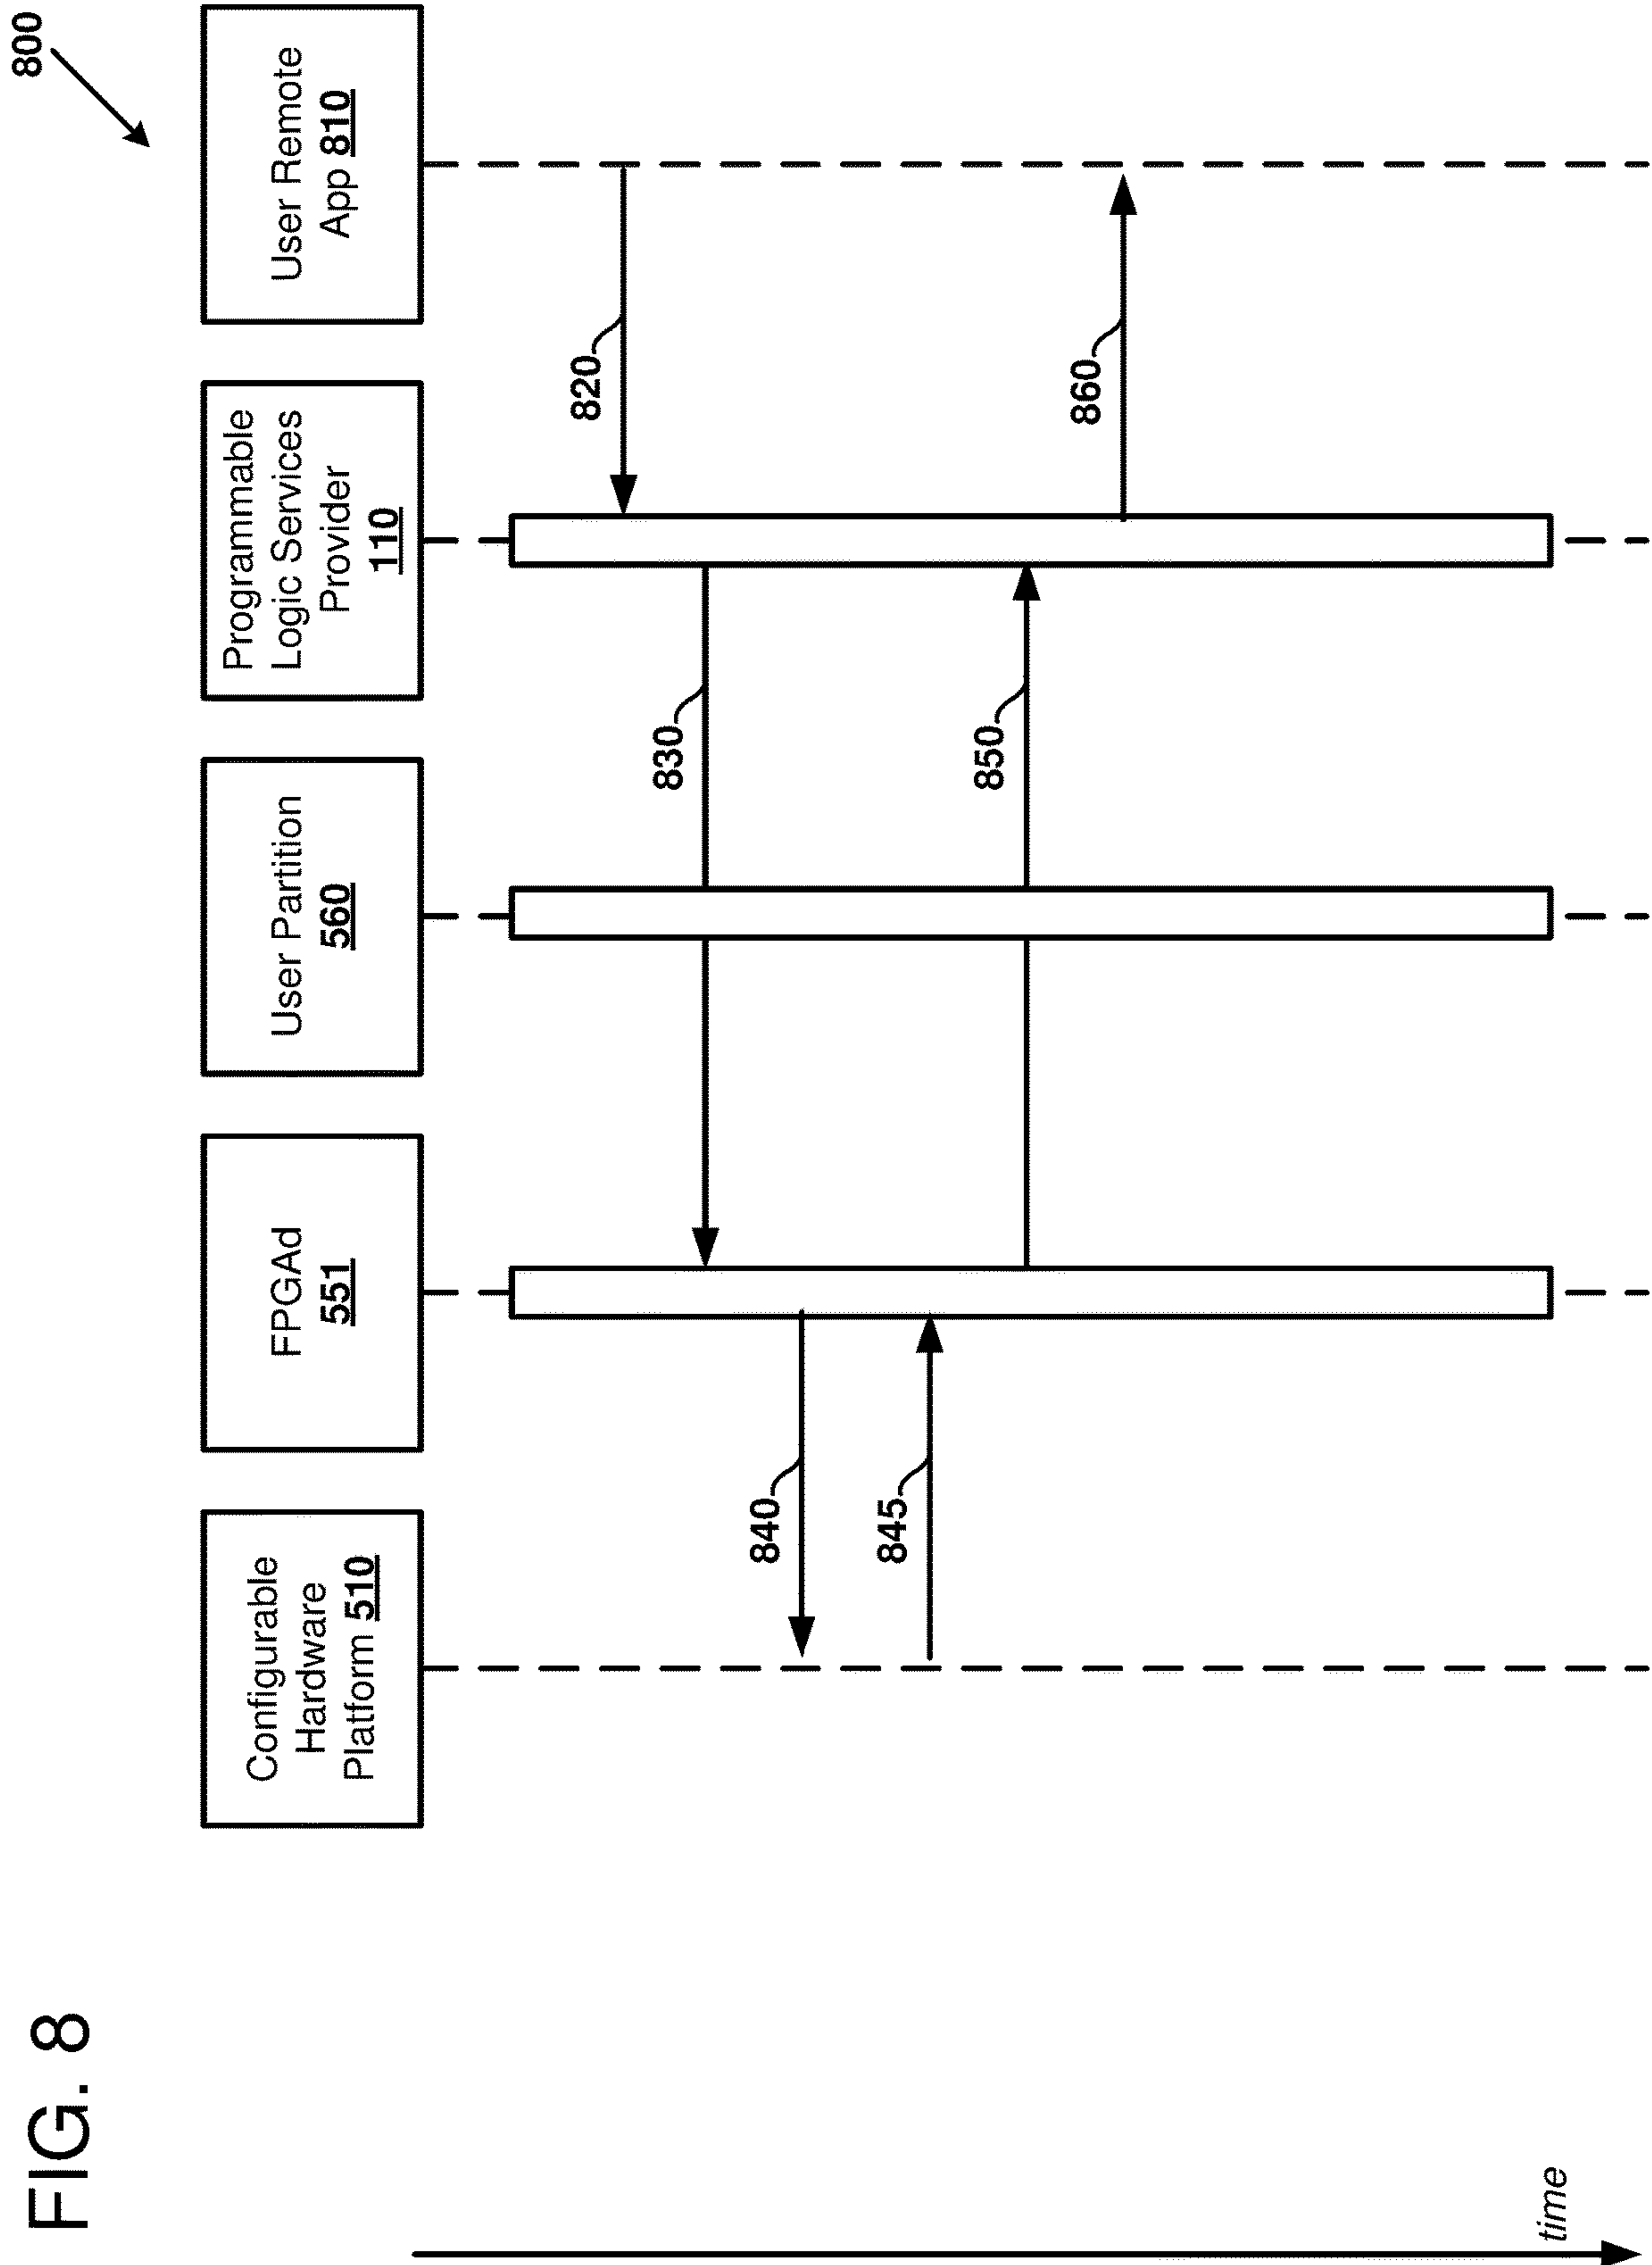 FIG. 8
800
Configurable
Hardware
Platform 510
FPGAd
551
User Partition
560
Programmable
Logic Services
Provider
110
User Remote
App 810
820
830
840
845
850
860
time